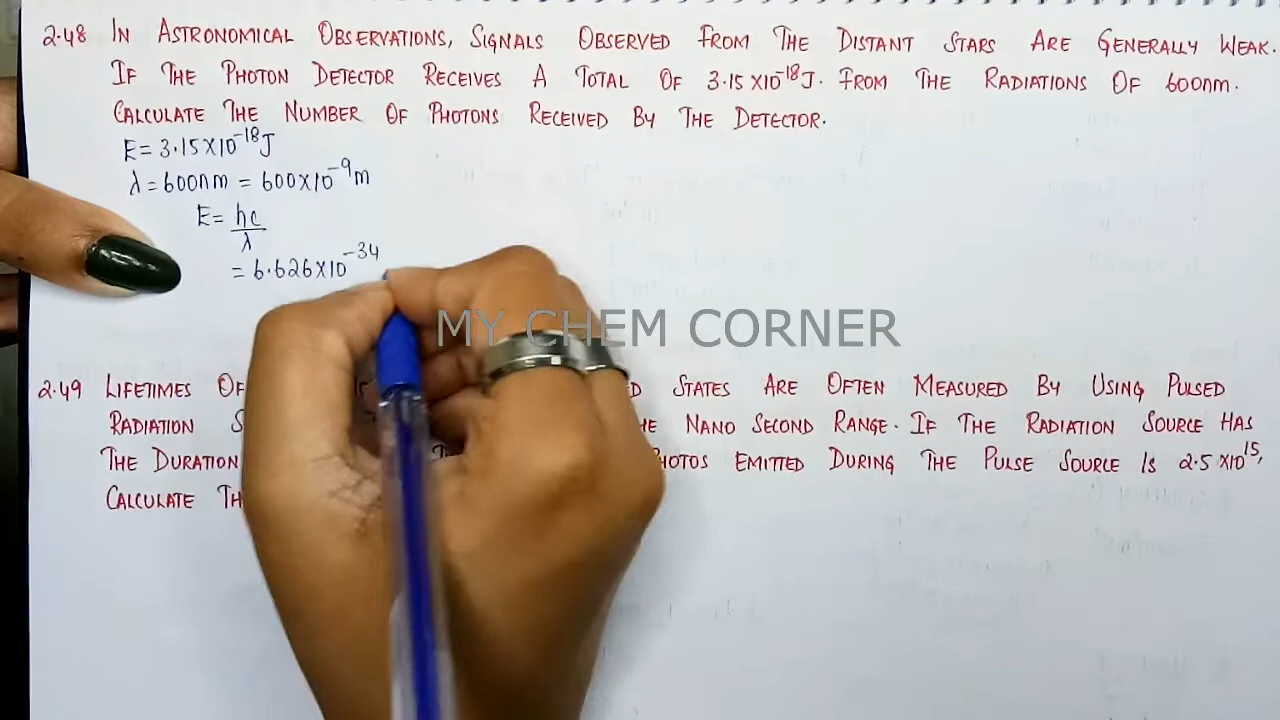 2.48 IN ASTRONOMICAL OBSERVATIONS, SIGNALS OBSERVED FROM THE DISTANT STARS ARE GENERALLY WEAK.
IF THE PHOTON DETECTOR RECEIVES A TOTAL OF 3.15×10⁻¹⁸J. FROM THE RADIATIONS OF 600nm.
CALCULATE THE NUMBER OF PHOTONS RECEIVED BY THE DETECTOR.
E = 3.15×10⁻¹⁸J
λ = 600nm = 600×10⁻⁹m
E = hc/λ
= 6.626×10⁻³⁴
MY CHEM CORNER
2.49 LIFETIMES OF STATES ARE OFTEN MEASURED BY USING PULSED
RADIATION NANO SECOND RANGE. IF THE RADIATION SOURCE HAS
THE DURATION EMITTED DURING THE PULSE SOURCE IS 2.5×10¹⁵,
CALCULATE